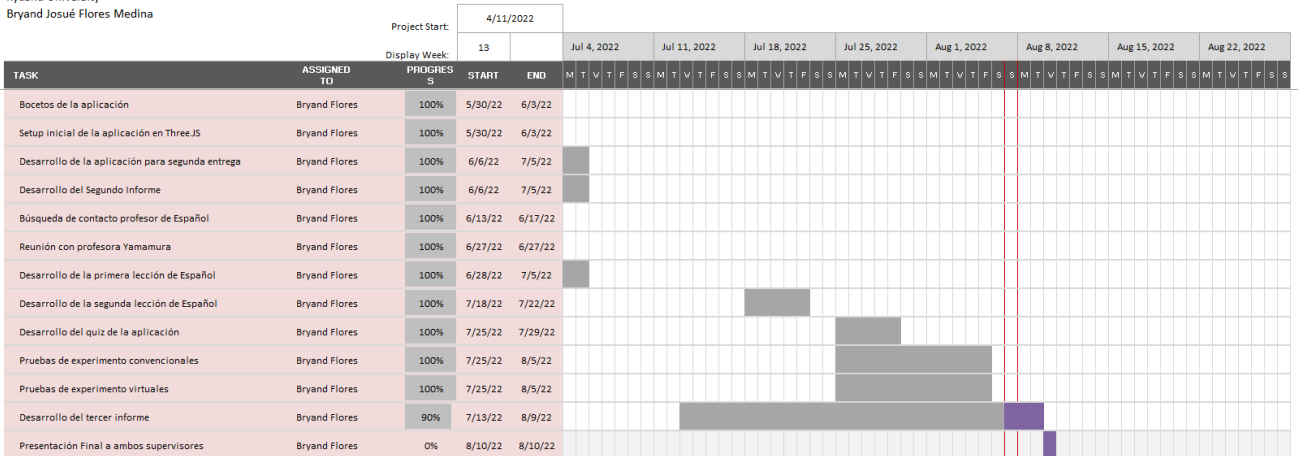 Kyushu University
Bryand Josué Flores Medina
Project Start: 4/11/2022
Display Week: 13
Jul 4, 2022 Jul 11, 2022 Jul 18, 2022 Jul 25, 2022 Aug 1, 2022 Aug 8, 2022 Aug 15, 2022 Aug 22, 2022
TASK ASSIGNED TO PROGRESS START END M T W T F S S M T W T F S S M T W T F S S M T W T F S S M T W T F S S M T W T F S S M T W T F S S M T W T F S S
Bocetos de la aplicación Bryand Flores 100% 5/30/22 6/3/22
Setup inicial de la aplicación en Three.JS Bryand Flores 100% 5/30/22 6/3/22
Desarrollo de la aplicación para segunda entrega Bryand Flores 100% 6/6/22 7/5/22
Desarrollo del Segundo Informe Bryand Flores 100% 6/6/22 7/5/22
Búsqueda de contacto profesor de Español Bryand Flores 100% 6/13/22 6/17/22
Reunión con profesora Yamamura Bryand Flores 100% 6/27/22 6/27/22
Desarrollo de la primera lección de Español Bryand Flores 100% 6/28/22 7/5/22
Desarrollo de la segunda lección de Español Bryand Flores 100% 7/18/22 7/22/22
Desarrollo del quiz de la aplicación Bryand Flores 100% 7/25/22 7/29/22
Pruebas de experimento convencionales Bryand Flores 100% 7/25/22 8/5/22
Pruebas de experimento virtuales Bryand Flores 100% 7/25/22 8/5/22
Desarrollo del tercer informe Bryand Flores 90% 7/13/22 8/9/22
Presentación Final a ambos supervisores Bryand Flores 0% 8/10/22 8/10/22